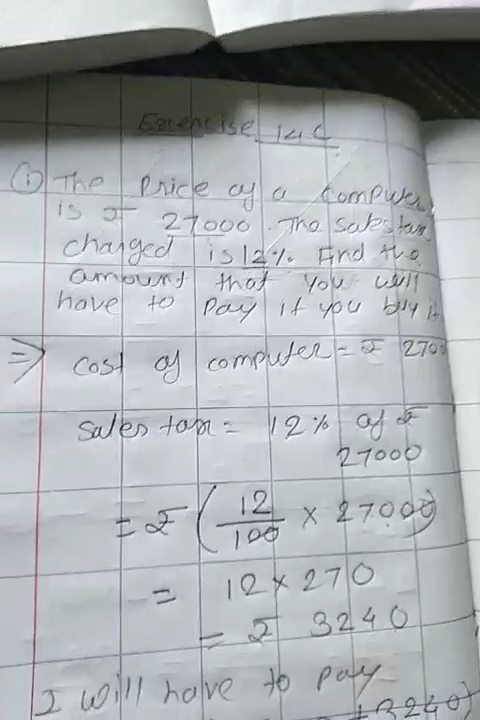 Exercise 14C
① The Price of a Computer
is ₹ 27000. The sales tax
charged is 12%. Find the
amount that you will
have to pay if you buy it
⇒ cost of computer = ₹ 2700
sales tax = 12% of ₹
27000
= ₹ (12/100 × 27000)
= 12 × 270
= ₹ 3240
I will have to pay
+3240)